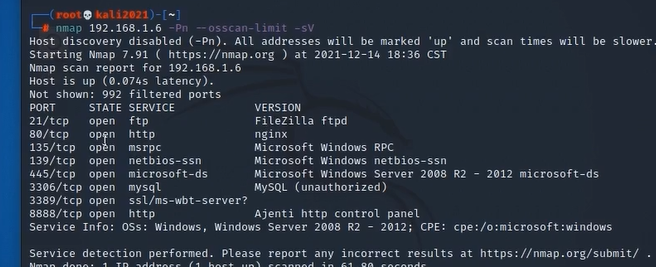 ┌──(root💀kali2021)-[~]
└─# nmap 192.168.1.6 -Pn --osscan-limit -sV
Host discovery disabled (-Pn). All addresses will be marked 'up' and scan times will be slower.
Starting Nmap 7.91 ( https://nmap.org ) at 2021-12-14 18:36 CST
Nmap scan report for 192.168.1.6
Host is up (0.074s latency).
Not shown: 992 filtered ports
PORT     STATE SERVICE            VERSION
21/tcp   open  ftp                FileZilla ftpd
80/tcp   open  http               nginx
135/tcp  open  msrpc              Microsoft Windows RPC
139/tcp  open  netbios-ssn        Microsoft Windows netbios-ssn
445/tcp  open  microsoft-ds       Microsoft Windows Server 2008 R2 - 2012 microsoft-ds
3306/tcp open  mysql              MySQL (unauthorized)
3389/tcp open  ssl/ms-wbt-server?
8888/tcp open  http               Ajenti http control panel
Service Info: OSs: Windows, Windows Server 2008 R2 - 2012; CPE: cpe:/o:microsoft:windows

Service detection performed. Please report any incorrect results at https://nmap.org/submit/ .
Nmap done: 1 IP address (1 host up) scanned in 61.80 seconds